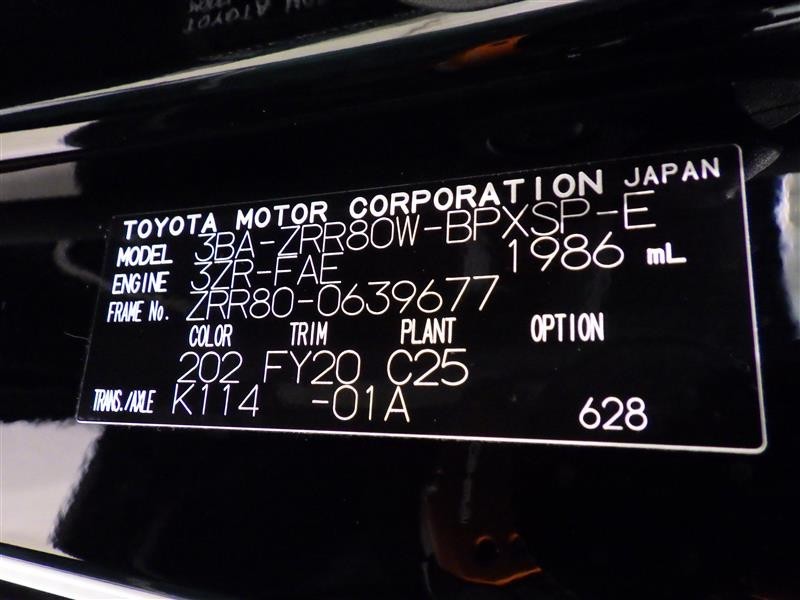 TOYOTA MOTOR CORPORATION JAPAN
MODEL 3BA-ZRR80W-BPXSP-E
ENGINE 3ZR-FAE 1986 mL
FRAME No. ZRR80-0639677
COLOR TRIM PLANT OPTION
202 FY20 C25
TRANS./AXLE K114 -01A 628